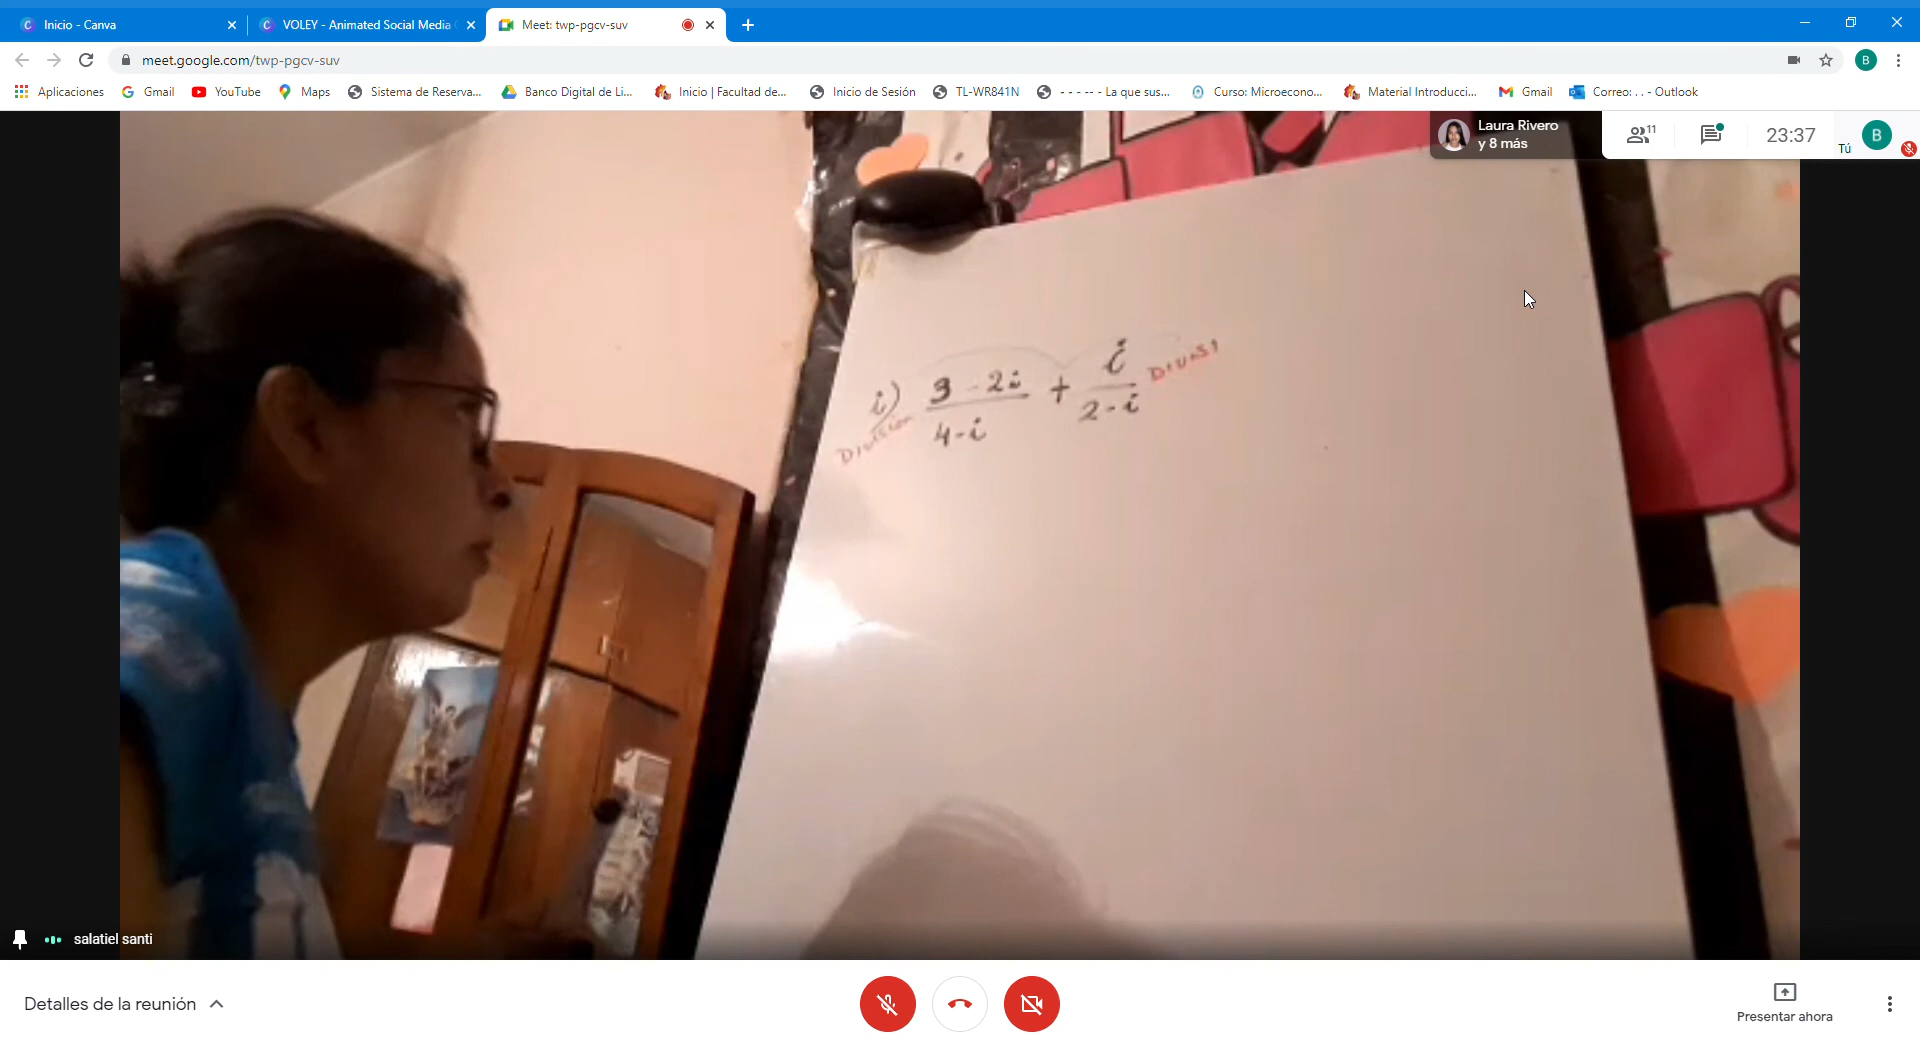 Inicio - Canva
VOLEY - Animated Social Media
Meet: twp-pgcv-suv
meet.google.com/twp-pgcv-suv
B
Aplicaciones
Gmail
YouTube
Maps
Sistema de Reserva...
Banco Digital de Li...
Inicio | Facultad de...
Inicio de Sesión
TL-WR841N
- - - -- - La que sus...
Curso: Microecono...
Material Introducci...
Gmail
Correo: . . - Outlook
Laura Rivero
y 8 más
11
23:37
Tú
B
i) 3 - 2i / 4 - i + i / 2 - i
División
DIVISI
salatiel santi
Detalles de la reunión
Presentar ahora